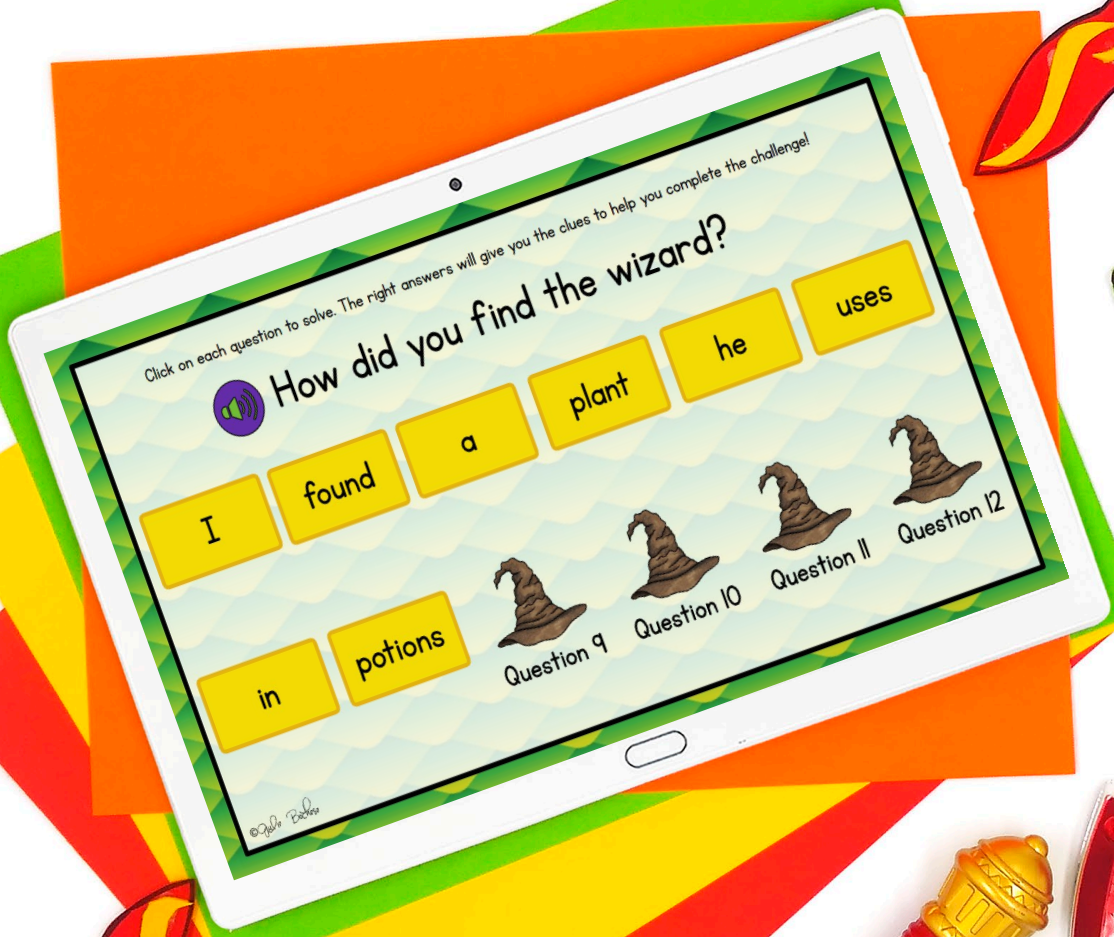 Click on each question to solve. The right answers will give you the clues to help you complete the challenge!
How did you find the wizard?
I found a plant he uses
in potions
Question 9 Question 10 Question 11 Question 12